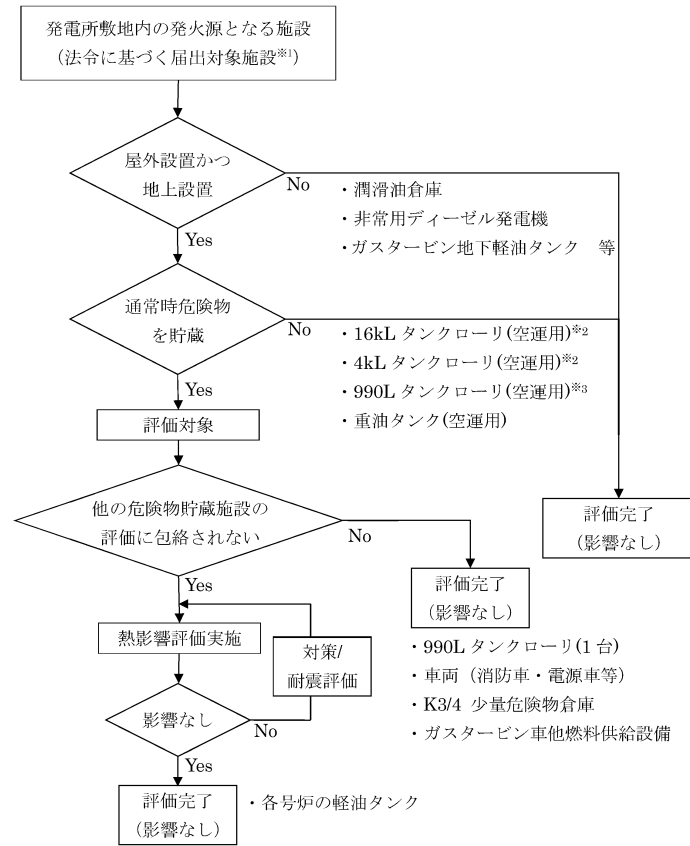 発電所敷地内の発火源となる施設
（法令に基づく届出対象施設※1）
屋外設置かつ
地上設置
No
・潤滑油倉庫
・非常用ディーゼル発電機
・ガスタービン地下軽油タンク　等
Yes
通常時危険物
を貯蔵
No
・16kL タンクローリ(空運用)※2
・4kL タンクローリ(空運用)※2
・990L タンクローリ(空運用)※3
・重油タンク(空運用)
Yes
評価対象
他の危険物貯蔵施設の
評価に包絡されない
No
評価完了
（影響なし）
Yes
評価完了
（影響なし）
・990L タンクローリ(1 台)
・車両（消防車・電源車等）
・K3/4 少量危険物倉庫
・ガスタービン車他燃料供給設備
熱影響評価実施
対策/
耐震評価
影響なし
No
Yes
評価完了
（影響なし）
・各号炉の軽油タンク